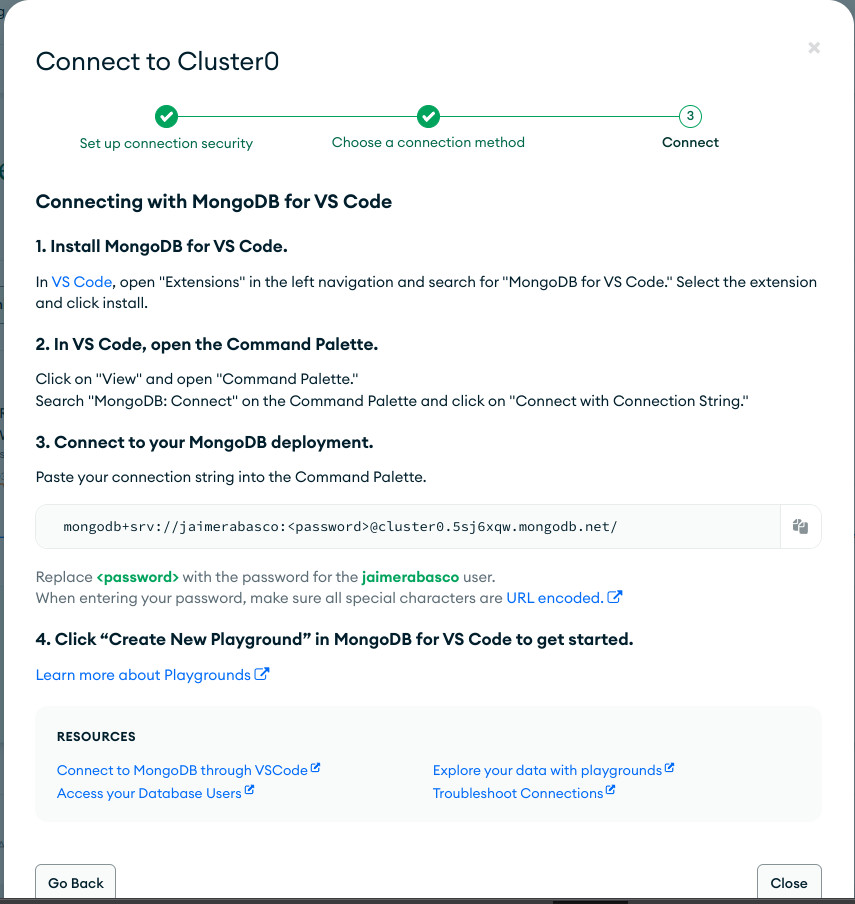 Connect to Cluster0
×
3
Set up connection security
Choose a connection method
Connect
Connecting with MongoDB for VS Code
1. Install MongoDB for VS Code.
In VS Code, open "Extensions" in the left navigation and search for "MongoDB for VS Code." Select the extension
and click install.
2. In VS Code, open the Command Palette.
Click on "View" and open "Command Palette."
Search "MongoDB: Connect" on the Command Palette and click on "Connect with Connection String."
3. Connect to your MongoDB deployment.
Paste your connection string into the Command Palette.
mongodb+srv://jaimerabasco:<password>@cluster0.5sj6xqw.mongodb.net/
Replace <password> with the password for the jaimerabasco user.
When entering your password, make sure all special characters are URL encoded.
4. Click “Create New Playground” in MongoDB for VS Code to get started.
Learn more about Playgrounds
RESOURCES
Connect to MongoDB through VSCode
Explore your data with playgrounds
Access your Database Users
Troubleshoot Connections
Go Back
Close